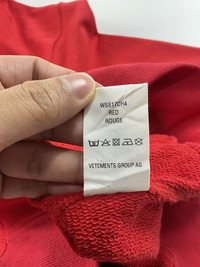 WSS17CH4
RED
ROUGE
VETEMENTS GROUP AG